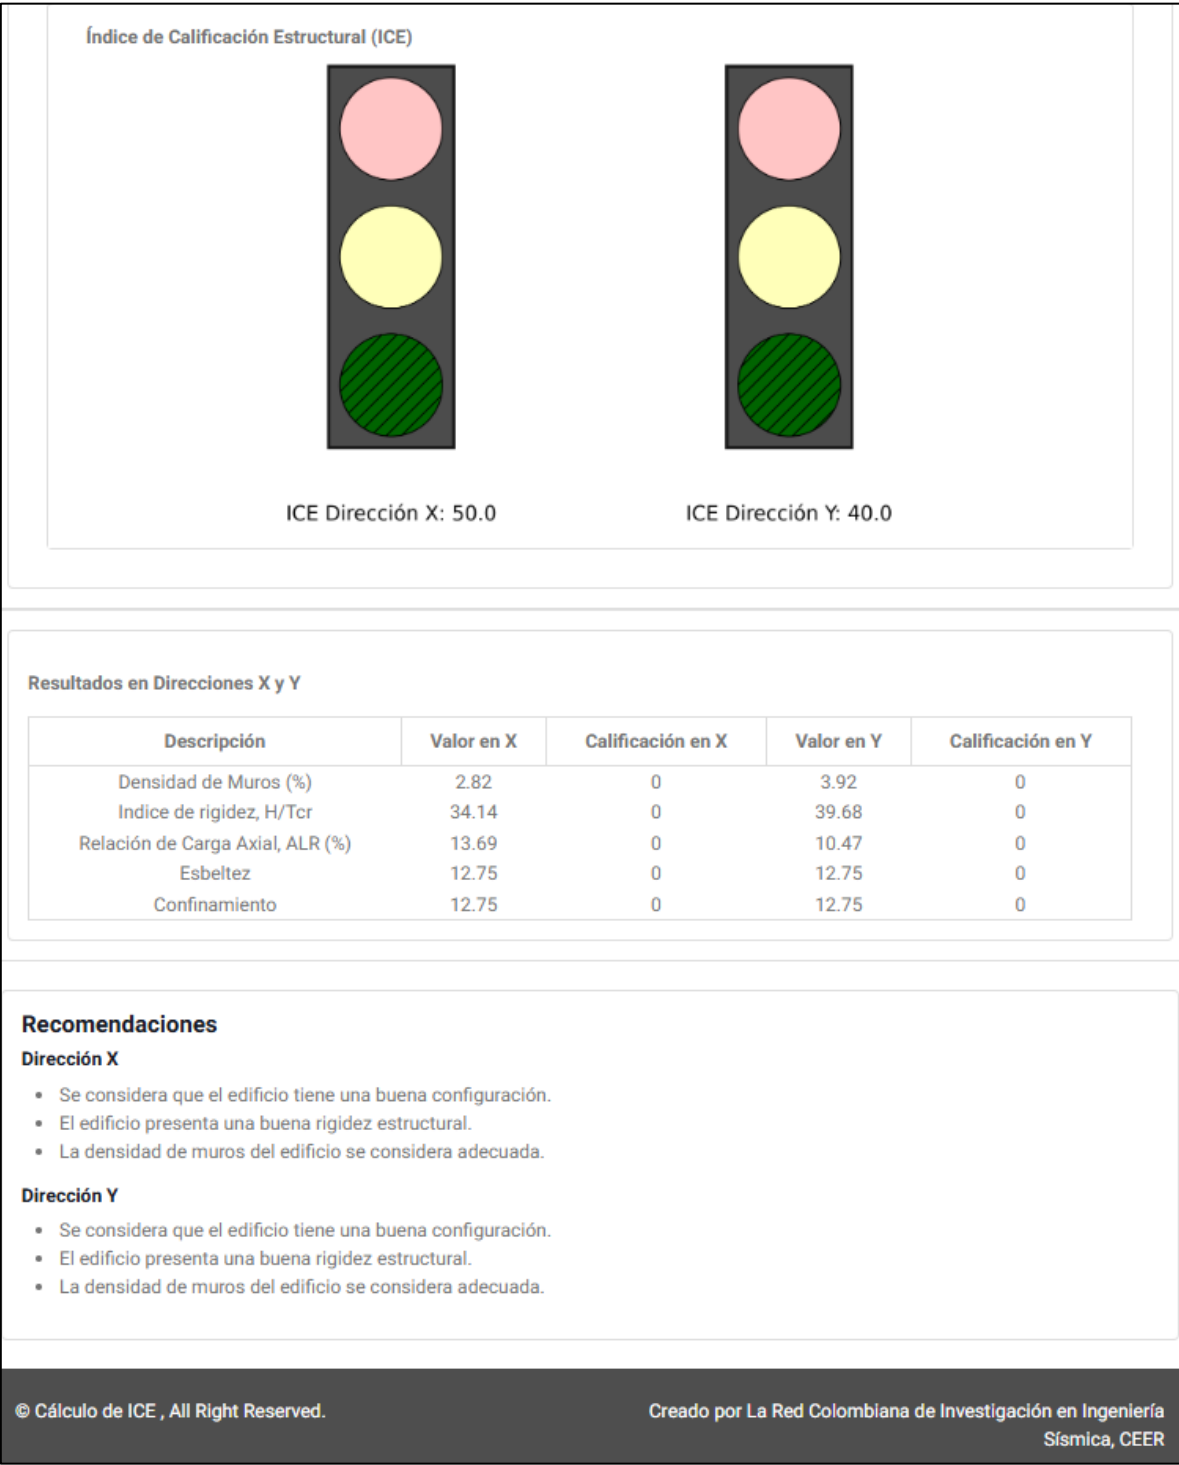 Índice de Calificación Estructural (ICE)
ICE Dirección X: 50.0
ICE Dirección Y: 40.0
Resultados en Direcciones X y Y
Descripción Valor en X Calificación en X Valor en Y Calificación en Y
Densidad de Muros (%) 2.82 0 3.92 0
Indice de rigidez, H/Tcr 34.14 0 39.68 0
Relación de Carga Axial, ALR (%) 13.69 0 10.47 0
Esbeltez 12.75 0 12.75 0
Confinamiento 12.75 0 12.75 0
Recomendaciones
Dirección X
• Se considera que el edificio tiene una buena configuración.
• El edificio presenta una buena rigidez estructural.
• La densidad de muros del edificio se considera adecuada.
Dirección Y
• Se considera que el edificio tiene una buena configuración.
• El edificio presenta una buena rigidez estructural.
• La densidad de muros del edificio se considera adecuada.
© Cálculo de ICE , All Right Reserved.
Creado por La Red Colombiana de Investigación en Ingeniería
Sísmica, CEER